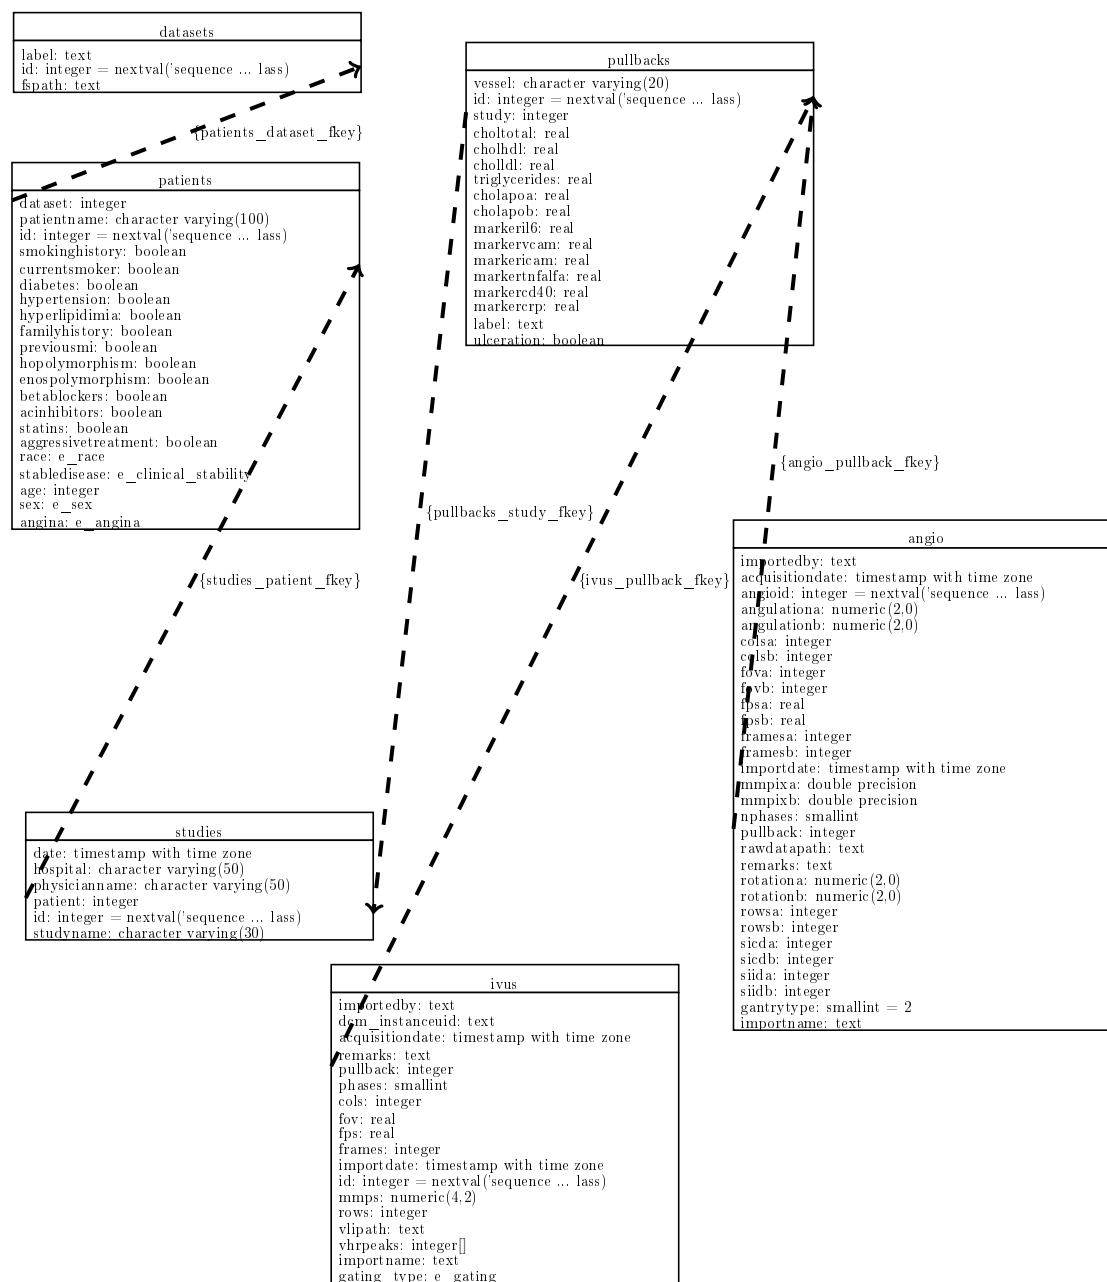 datasets
label: text
id: integer = nextval('sequence ... lass)
fspath: text
{patients_dataset_fkey}
patients
dataset: integer
patientname: character varying(100)
id: integer = nextval('sequence ... lass)
smokinghistory: boolean
currentsmoker: boolean
diabetes: boolean
hypertension: boolean
hyperlipidimia: boolean
familyhistory: boolean
previousmi: boolean
hopolymorphism: boolean
enospolymorphism: boolean
betablockers: boolean
acinhibitors: boolean
statins: boolean
aggressivetreatment: boolean
race: e_race
stabledisease: e_clinical_stability
age: integer
sex: e_sex
angina: e_angina
pullbacks
vessel: character varying(20)
id: integer = nextval('sequence ... lass)
study: integer
choltotal: real
cholhdl: real
cholldl: real
triglycerides: real
cholapoa: real
cholapob: real
markeril6: real
markervcam: real
markericam: real
markertnfalfa: real
markercd40: real
markercrp: real
label: text
ulceration: boolean
{angio_pullback_fkey}
{pullbacks_study_fkey}
{studies_patient_fkey}
{ivus_pullback_fkey}
angio
importedby: text
acquisitiondate: timestamp with time zone
angioid: integer = nextval('sequence ... lass)
angulationa: numeric(2,0)
angulationb: numeric(2,0)
colsa: integer
colsb: integer
fova: integer
fovb: integer
fpsa: real
fpsb: real
framesa: integer
framesb: integer
importdate: timestamp with time zone
mmpixa: double precision
mmpixb: double precision
nphases: smallint
pullback: integer
rawdatapath: text
remarks: text
rotationa: numeric(2,0)
rotationb: numeric(2,0)
rowsa: integer
rowsb: integer
sicda: integer
sicdb: integer
siida: integer
siidb: integer
gantrytype: smallint = 2
importname: text
studies
date: timestamp with time zone
hospital: character varying(50)
physicianname: character varying(50)
patient: integer
id: integer = nextval('sequence ... lass)
studyname: character varying(30)
ivus
importedby: text
dcm_instanceuid: text
acquisitiondate: timestamp with time zone
remarks: text
pullback: integer
phases: smallint
cols: integer
fov: real
fps: real
frames: integer
importdate: timestamp with time zone
id: integer = nextval('sequence ... lass)
mmps: numeric(4,2)
rows: integer
vlipath: text
vhrpeaks: integer[]
importname: text
gating_type: e_gating